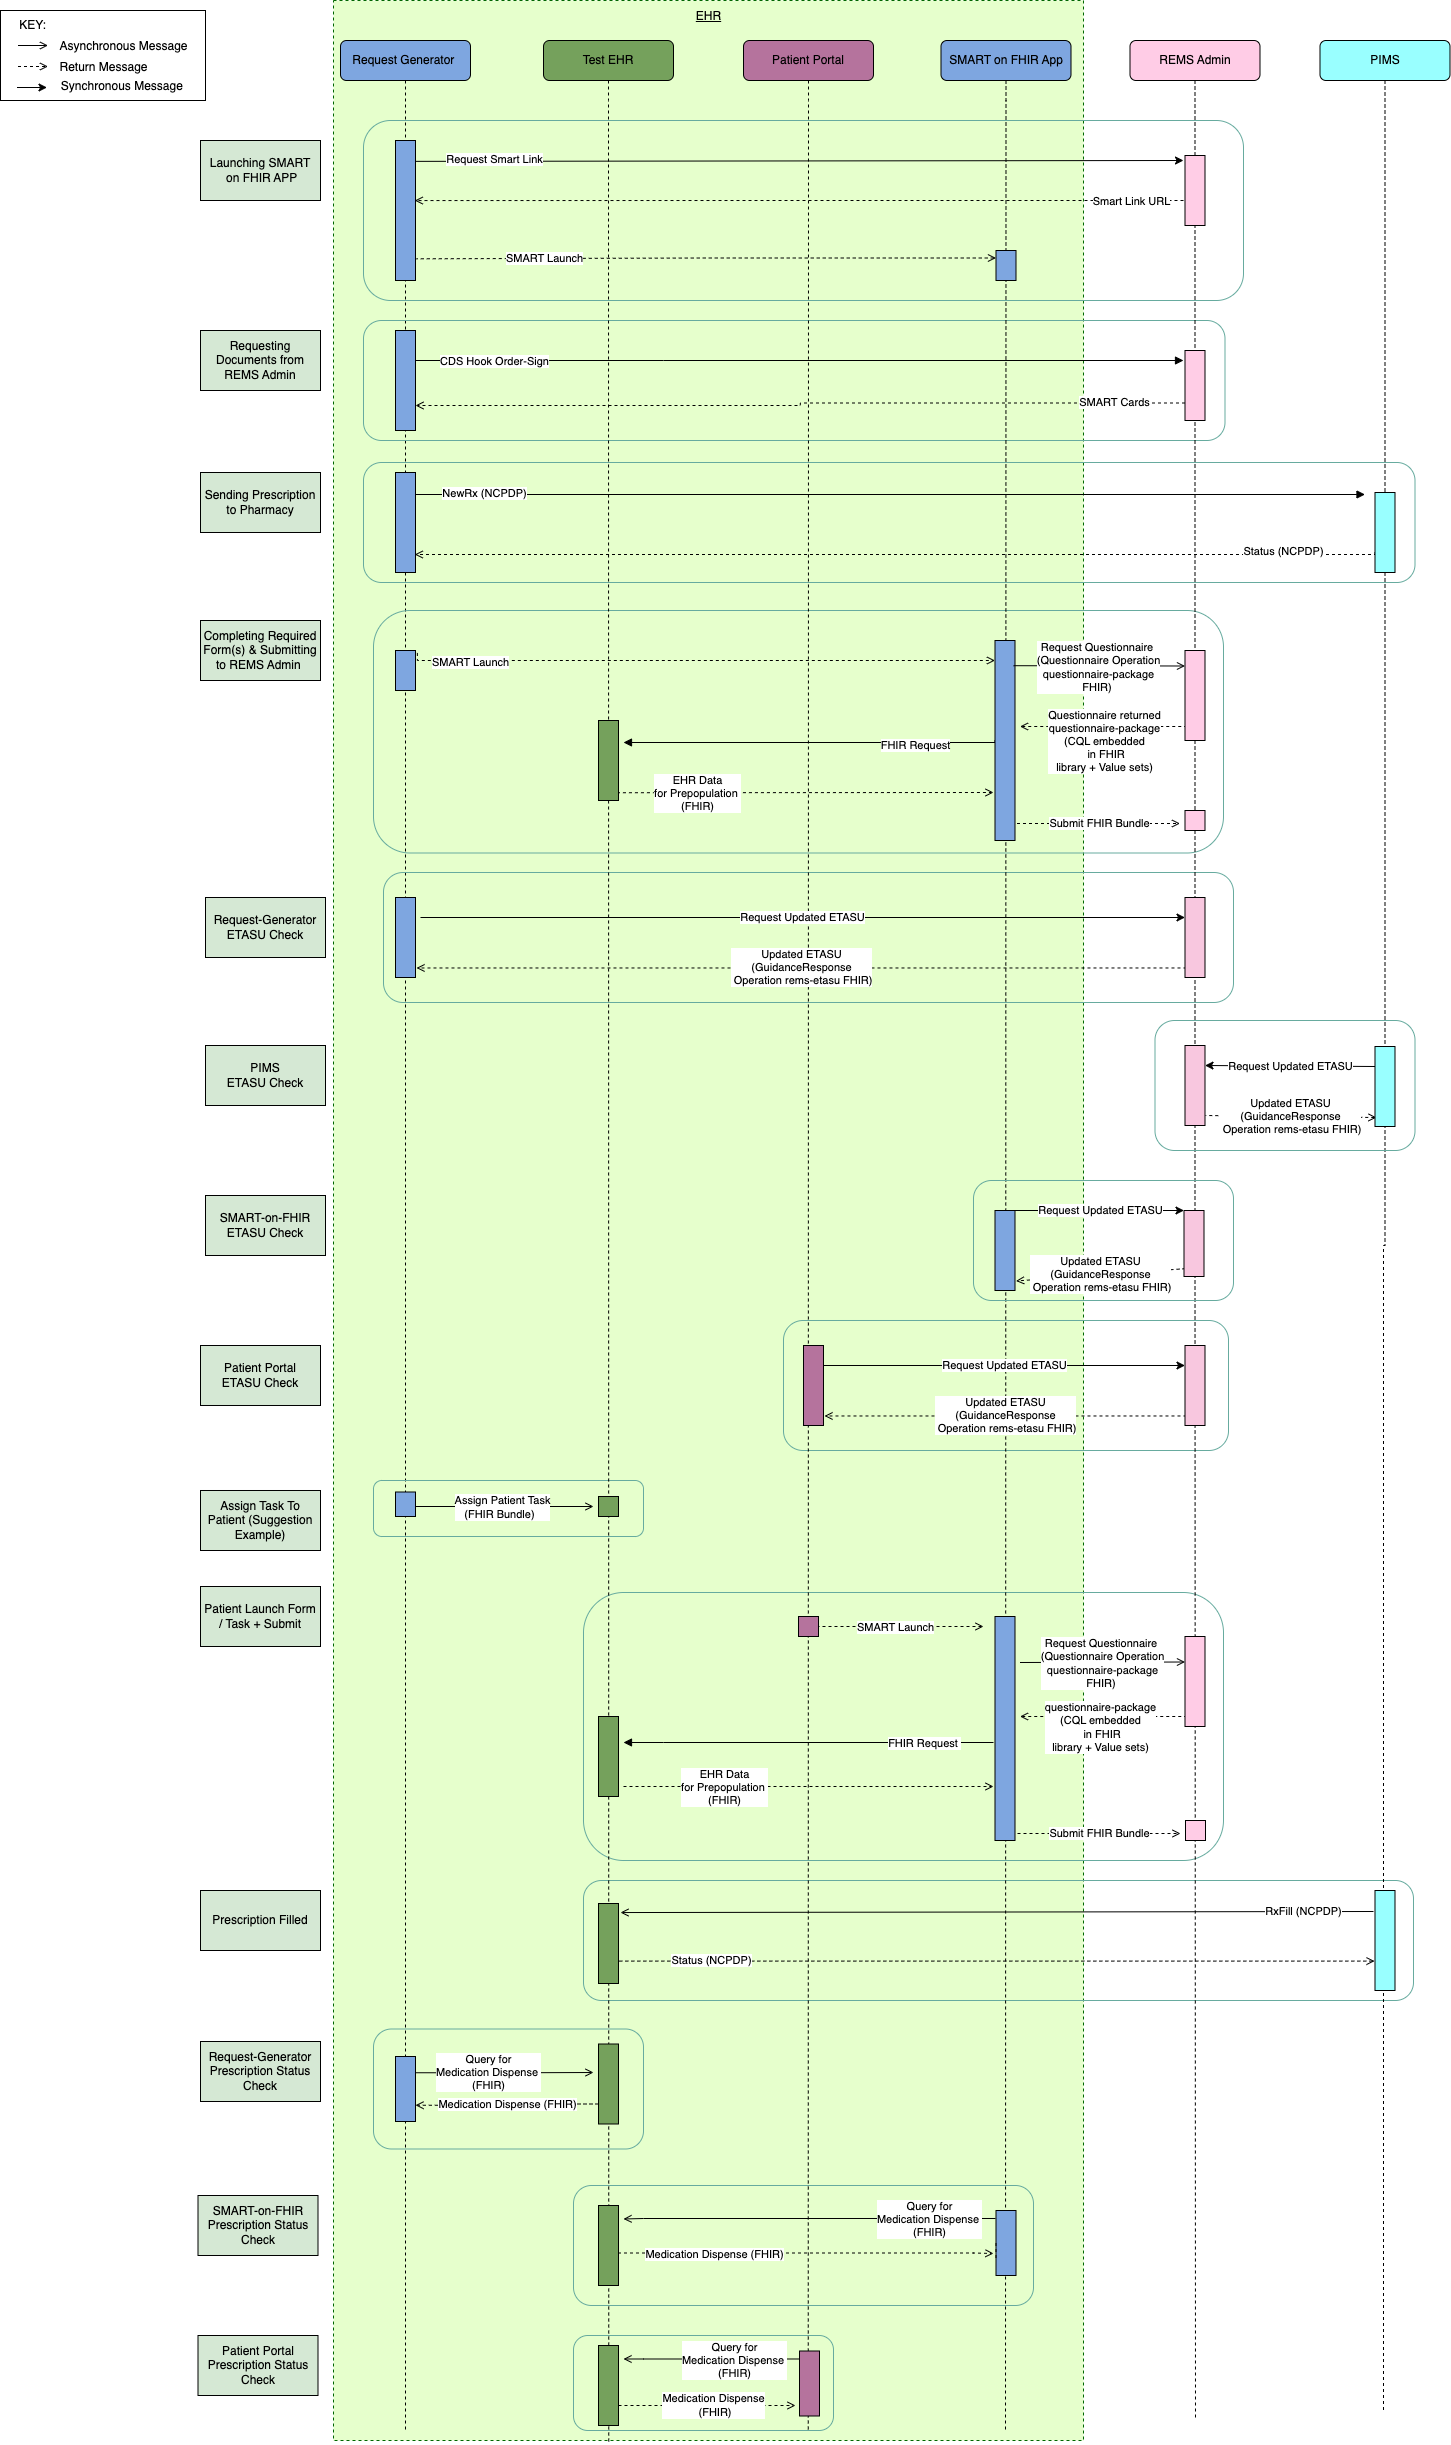 EHR
KEY:
Asynchronous Message
Return Message
Synchronous Message
Request Generator
Test EHR
Patient Portal
SMART on FHIR App
REMS Admin
PIMS
Launching SMART
on FHIR APP
Request Smart Link
Smart Link URL
SMART Launch
Requesting
Documents from
REMS Admin
CDS Hook Order-Sign
SMART Cards
Sending Prescription
to Pharmacy
NewRx (NCPDP)
Status (NCPDP)
Completing Required
Form(s) & Submitting
to REMS Admin
SMART Launch
Request Questionnaire
(Questionnaire Operation
questionnaire-package
FHIR)
Questionnaire returned
questionnaire-package
(CQL embedded
in FHIR
library + Value sets)
FHIR Request
EHR Data
for Prepopulation
(FHIR)
Submit FHIR Bundle
Request-Generator
ETASU Check
Request Updated ETASU
Updated ETASU
(GuidanceResponse
Operation rems-etasu FHIR)
PIMS
ETASU Check
Request Updated ETASU
Updated ETASU
(GuidanceResponse
Operation rems-etasu FHIR)
SMART-on-FHIR
ETASU Check
Request Updated ETASU
Updated ETASU
(GuidanceResponse
Operation rems-etasu FHIR)
Patient Portal
ETASU Check
Request Updated ETASU
Updated ETASU
(GuidanceResponse
Operation rems-etasu FHIR)
Assign Task To
Patient (Suggestion
Example)
Assign Patient Task
(FHIR Bundle)
Patient Launch Form
/ Task + Submit
SMART Launch
Request Questionnaire
(Questionnaire Operation
questionnaire-package
FHIR)
questionnaire-package
(CQL embedded
in FHIR
library + Value sets)
FHIR Request
EHR Data
for Prepopulation
(FHIR)
Submit FHIR Bundle
Prescription Filled
RxFill (NCPDP)
Status (NCPDP)
Request-Generator
Prescription Status
Check
Query for
Medication Dispense
(FHIR)
Medication Dispense (FHIR)
SMART-on-FHIR
Prescription Status
Check
Query for
Medication Dispense
(FHIR)
Medication Dispense (FHIR)
Patient Portal
Prescription Status
Check
Query for
Medication Dispense
(FHIR)
Medication Dispense
(FHIR)